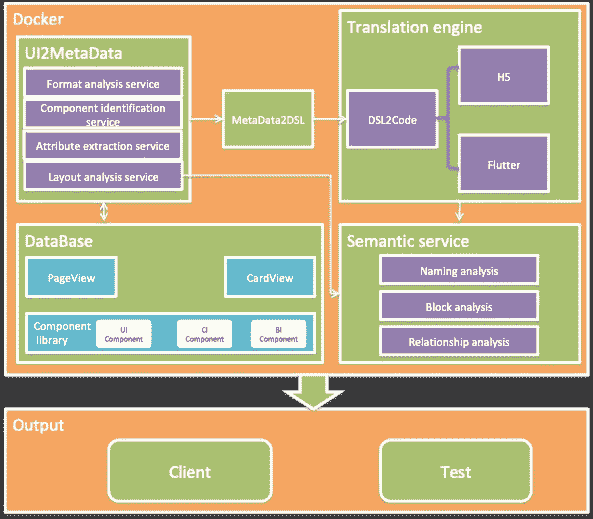 Docker
UI2MetaData
Format analysis service
Component identification
service
Attribute extraction service
Layout analysis service
MetaData2DSL
Translation engine
DSL2Code
H5
Flutter
DataBase
PageView
CardView
Component
library
UI
Component
CI
Component
BI
Component
Semantic service
Naming analysis
Block analysis
Relationship analysis
Output
Client
Test